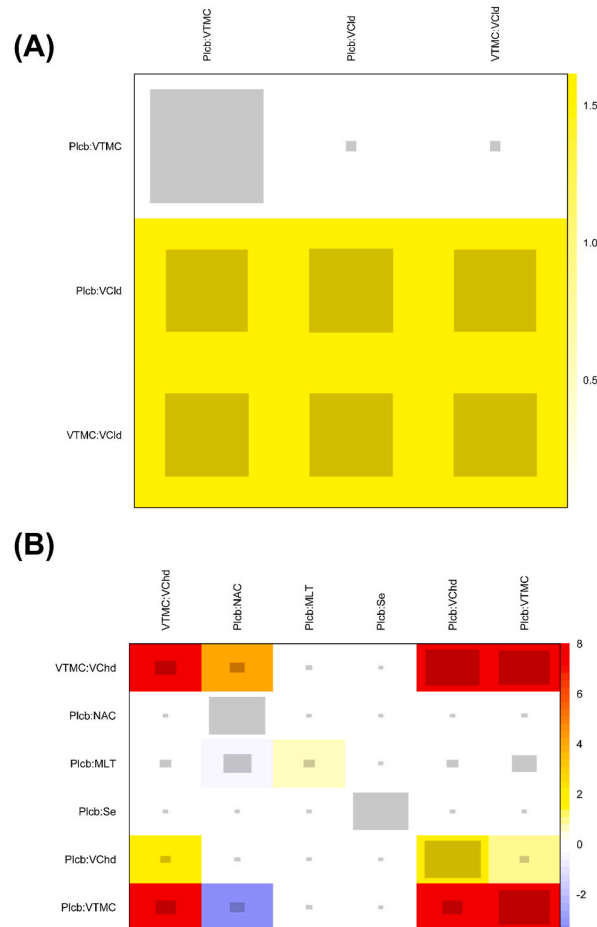 (A)
Plcb:VTMC Plcb:VCld VTMC:VCld
Plcb:VTMC
Plcb:VCld
VTMC:VCld
1.5
1.0
0.5
(B)
VTMC:VChd Plcb:NAC Plcb:MLT Plcb:Se Plcb:VChd Plcb:VTMC
VTMC:VChd
Plcb:NAC
Plcb:MLT
Plcb:Se
Plcb:VChd
Plcb:VTMC
8
6
4
2
0
-2